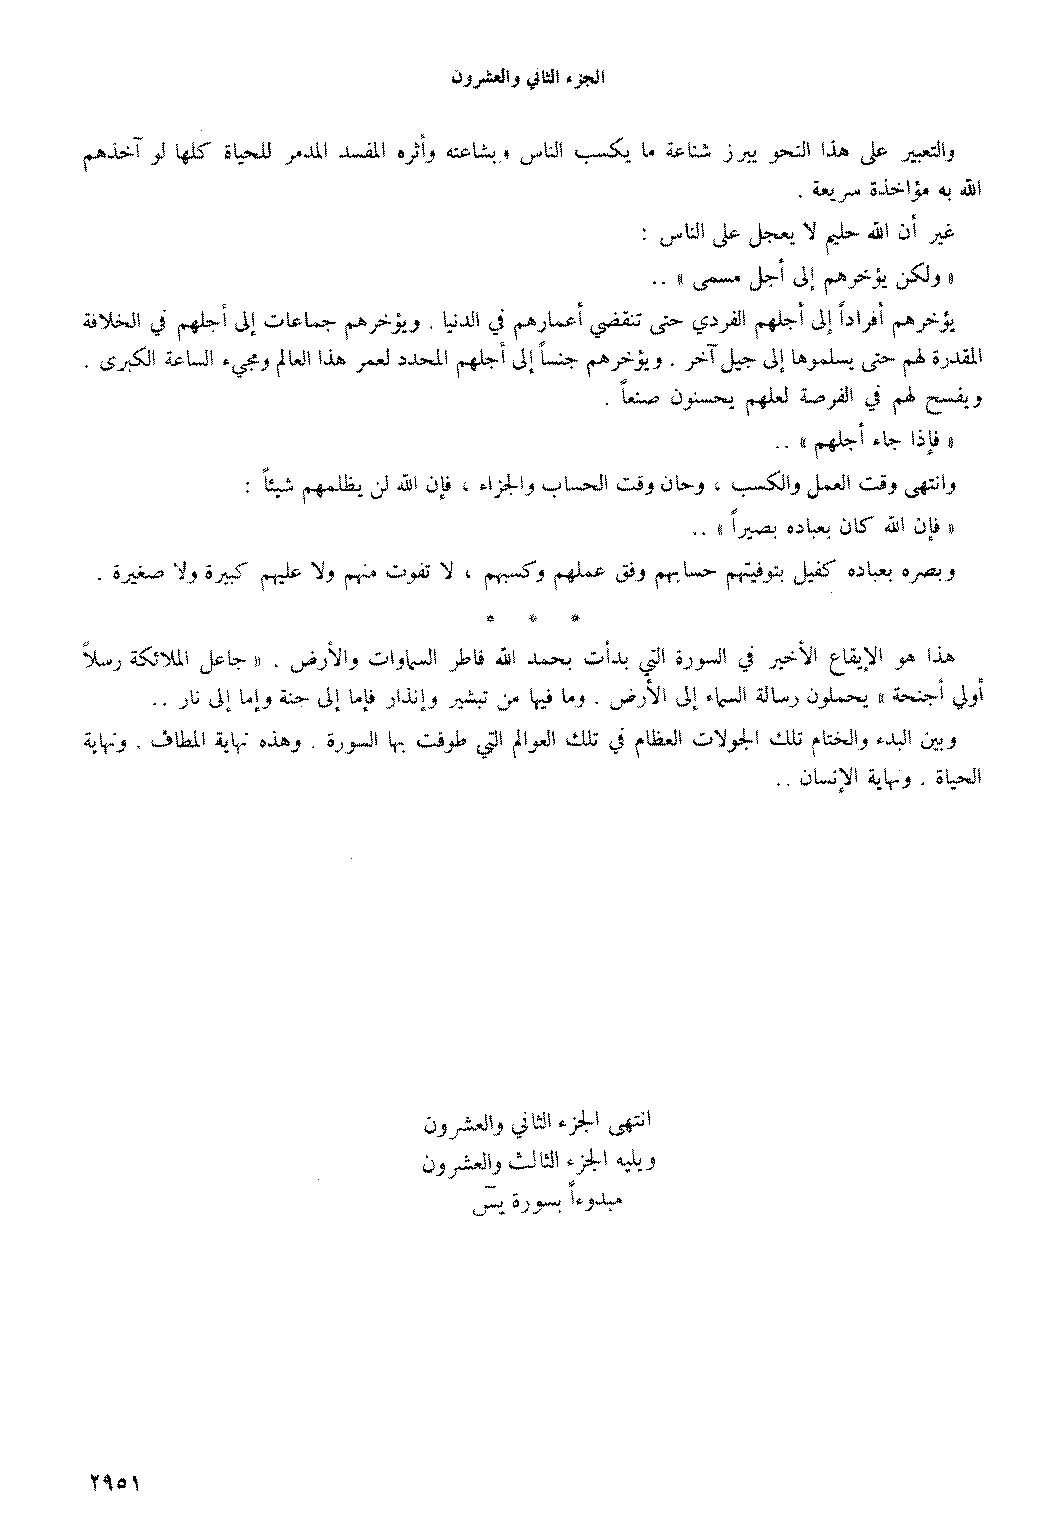 الجزء الثاني والعشرون
والتعبير على هذا النحو يبرز شناعة ما يكسب الناس ، بشاعته وأثره المفسد المدمر للحياة كلها لو آخذهم
الله به مؤاخذة سريعة .
غير أن الله حليم لا يعجل على الناس :
« ولكن يؤخرهم إلى أجل مسمى » ..
يؤخرهم أفراداً إلى أجلهم الفردي حتى تنقضي أعمارهم في الدنيا . ويؤخرهم جماعات إلى أجلهم في الخلافة
المقدرة لهم حتى يسلموها إلى جيل آخر . ويؤخرهم جنساً إلى أجلهم المحدد لعمر هذا العالم ومجيء الساعة الكبرى .
ويفسح لهم في الفرصة لعلهم يحسنون صنعاً .
« فإذا جاء أجلهم » ..
وانتهى وقت العمل والكسب ، وحان وقت الحساب والجزاء ، فإن الله لن يظلمهم شيئاً :
« فإن الله كان بعباده بصيراً » ..
وبصره بعباده كفيل بتوفيتهم حسابهم وفق عملهم وكسبهم ، لا تفوت منهم ولا عليهم كبيرة ولا صغيرة .
* * *
هذا هو الإيقاع الأخير في السورة التي بدأت بحمد الله فاطر السماوات والأرض . « جاعل الملائكة رسلاً
أولي أجنحة » يحملون رسالة السماء إلى الأرض . وما فيها من تبشير وإنذار فإما إلى جنة وإما إلى نار ..
وبين البدء والختام تلك الجولات العظام في تلك العوالم التي طوفت بها السورة . وهذه نهاية المطاف . ونهاية
الحياة . ونهاية الإنسان ..
انتهى الجزء الثاني والعشرون
ويليه الجزء الثالث والعشرون
مبدوءاً بسورة يسۤ
٢٩٥١